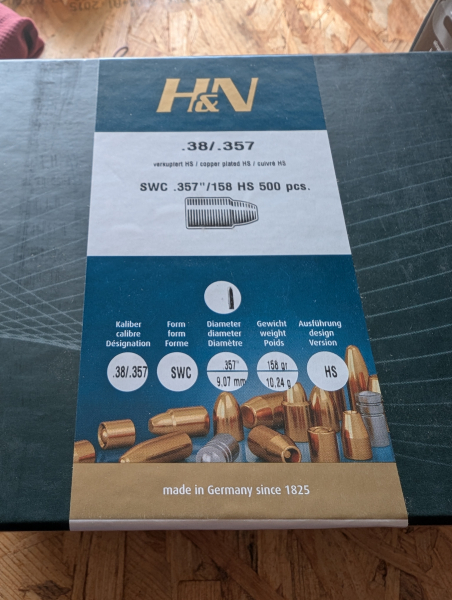 H&N
.38/.357
verkupfert HS / copper plated HS / cuivré HS
SWC .357"/158 HS 500 pcs.
Kaliber Form Diameter Gewicht Ausführung
calibre form diameter weight design
Désignation Forme Diamètre Poids Version
.38/.357 SWC .357" 158 gr HS
9,07 mm 10,24 g
made in Germany since 1825